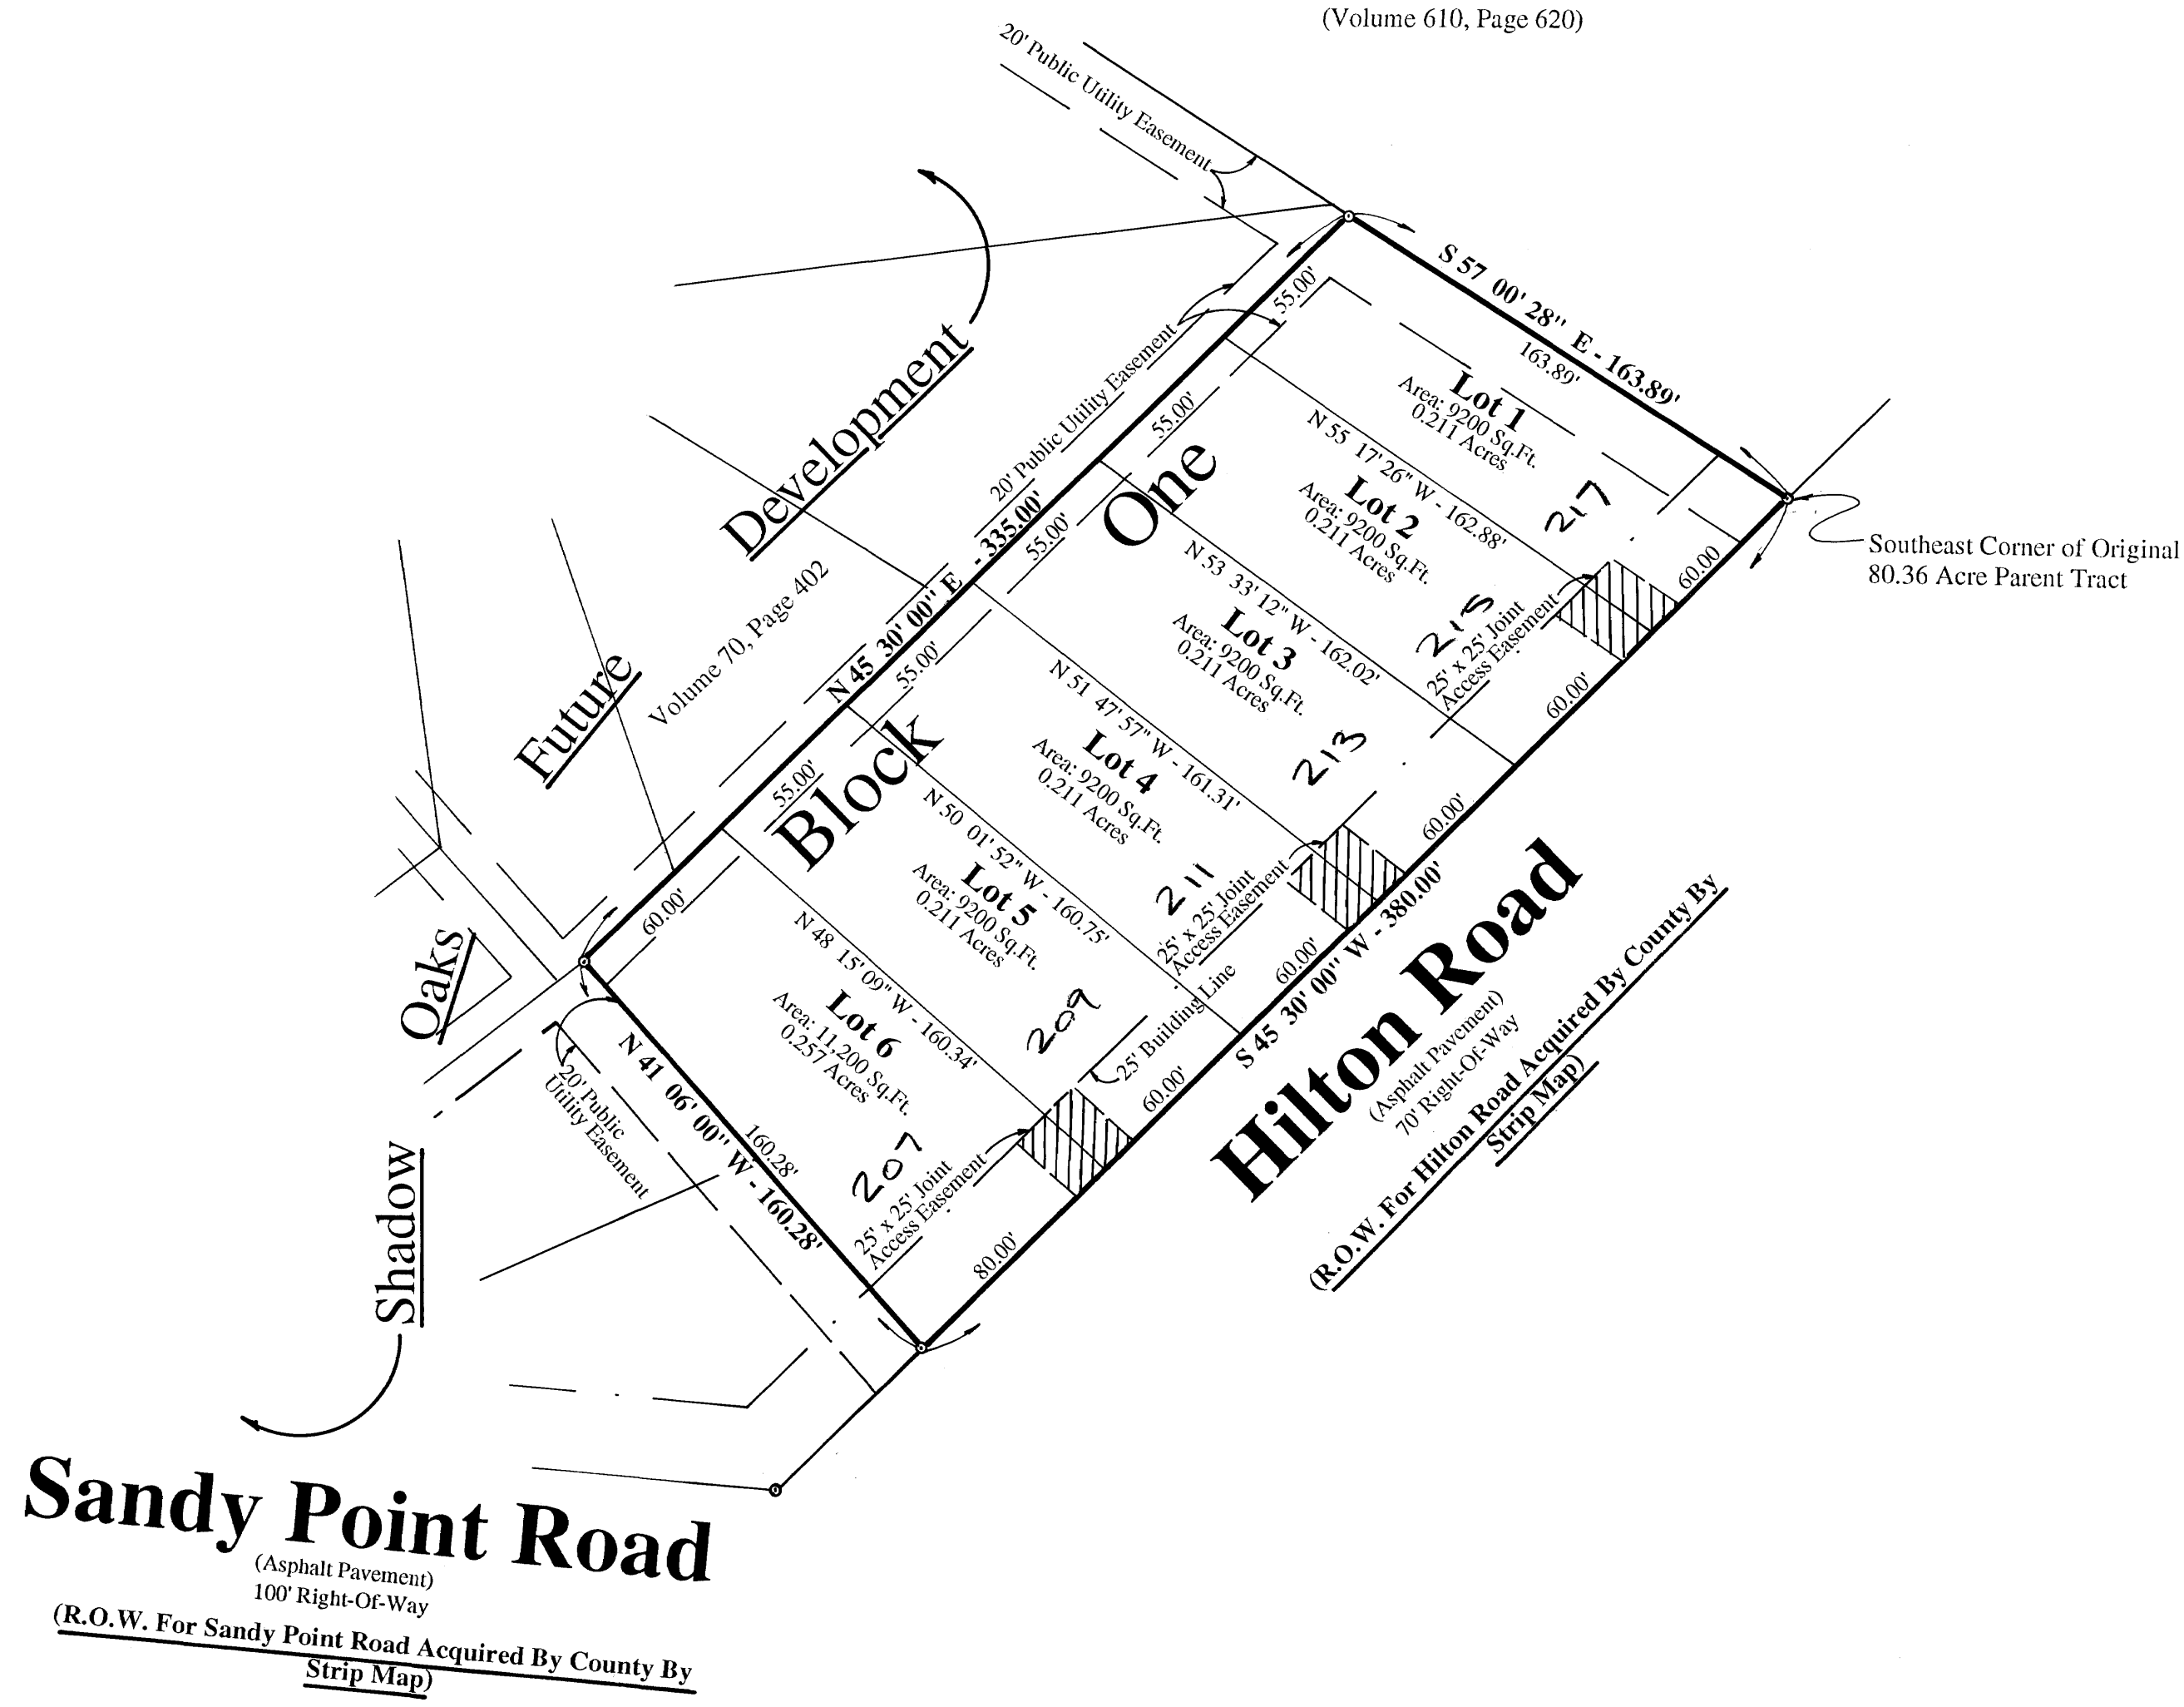 (Volume 610, Page 620)
20' Public Utility Easement
S 57 00' 28" E - 163.89'
163.89'
55.00'
Lot 1
Area: 9200 Sq.Ft.
0.211 Acres
217
60.00
Southeast Corner of Original
80.36 Acre Parent Tract
N 55 17' 26" W - 162.88'
55.00'
Lot 2
Area: 9200 Sq.Ft.
0.211 Acres
215
25' x 25' Joint
Access Easement
60.00'
One
N 53 33' 12" W - 162.02'
55.00'
Lot 3
Area: 9200 Sq.Ft.
0.211 Acres
213
60.00'
20' Public Utility Easement
N 45 30' 00" E - 335.00'
N 51 47' 57" W - 161.31'
55.00'
Lot 4
Area: 9200 Sq.Ft.
0.211 Acres
211
25' x 25' Joint
Access Easement
60.00'
Block
N 50 01' 52" W - 160.75'
55.00'
Lot 5
Area: 9200 Sq.Ft.
0.211 Acres
209
25' Building Line
60.00'
S 45 30' 00" W - 380.00'
N 48 15' 09" W - 160.34'
60.00'
Lot 6
Area: 11,200 Sq.Ft.
0.257 Acres
207
25' x 25' Joint
Access Easement
80.00'
N 41 06' 00" W - 160.28'
160.28'
20' Public
Utility Easement
Hilton Road
(Asphalt Pavement)
70' Right-Of-Way
(R.O.W. For Hilton Road Acquired By County By
Strip Map)
Shadow
Oaks
Future
Development
Volume 70, Page 402
Sandy Point Road
(Asphalt Pavement)
100' Right-Of-Way
(R.O.W. For Sandy Point Road Acquired By County By
Strip Map)